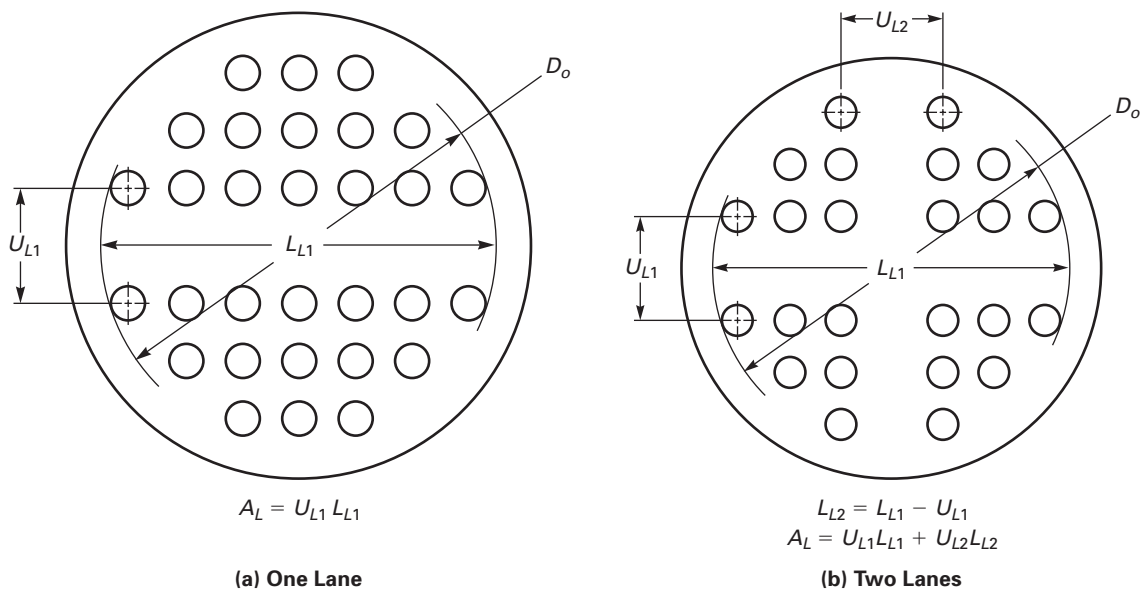 D_o
U_L1
L_L1
A_L = U_L1 L_L1
(a) One Lane
U_L2
D_o
U_L1
L_L1
L_L2 = L_L1 − U_L1
A_L = U_L1L_L1 + U_L2L_L2
(b) Two Lanes